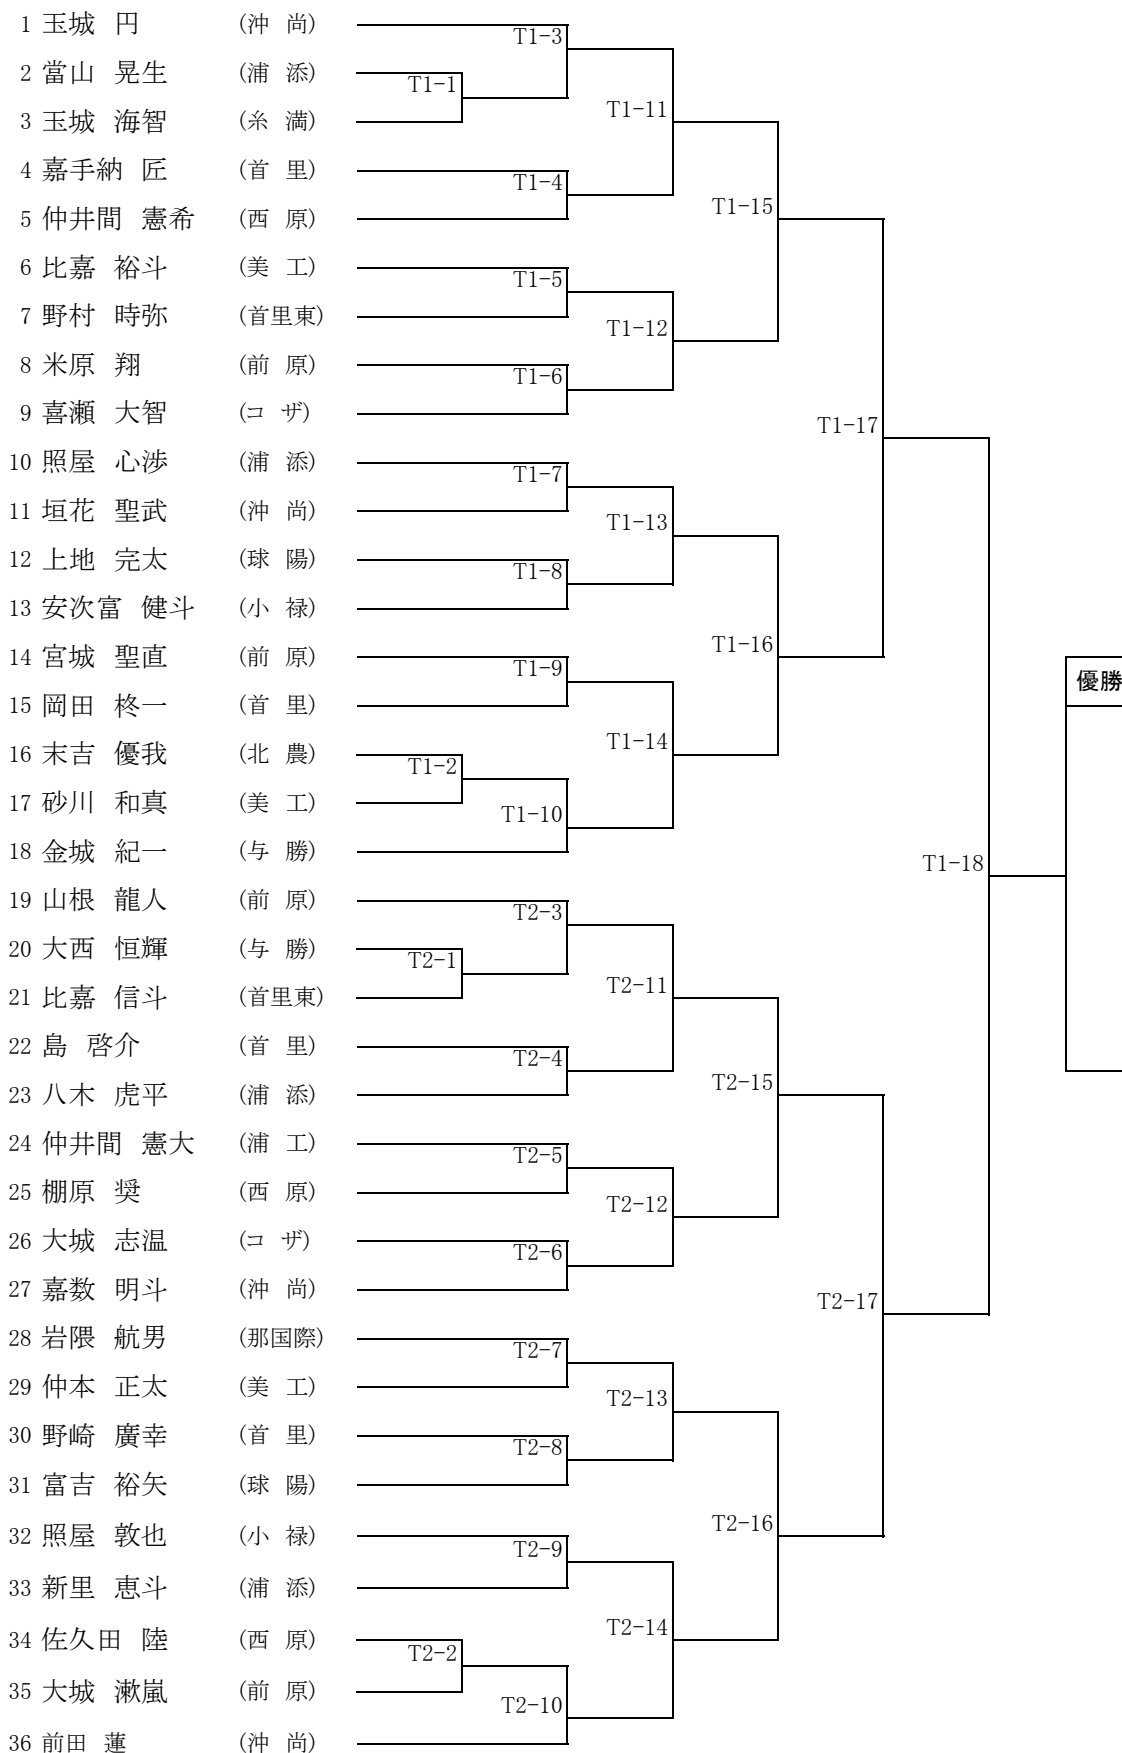 1 玉城 円 (沖 尚)
T1-3
2 當山 晃生 (浦 添)
T1-1
T1-11
3 玉城 海智 (糸 満)
4 嘉手納 匠 (首 里)
T1-4
T1-15
5 仲井間 憲希 (西 原)
6 比嘉 裕斗 (美 工)
T1-5
7 野村 時弥 (首里東)
T1-12
8 米原 翔 (前 原)
T1-6
9 喜瀬 大智 (コ ザ)
T1-17
10 照屋 心渉 (浦 添)
T1-7
11 垣花 聖武 (沖 尚)
T1-13
12 上地 完太 (球 陽)
T1-8
13 安次富 健斗 (小 禄)
T1-16
14 宮城 聖直 (前 原)
T1-9
優勝
15 岡田 柊一 (首 里)
T1-14
16 末吉 優我 (北 農)
T1-2
17 砂川 和真 (美 工)
T1-10
18 金城 紀一 (与 勝)
T1-18
19 山根 龍人 (前 原)
T2-3
20 大西 恒輝 (与 勝)
T2-1
T2-11
21 比嘉 信斗 (首里東)
22 島 啓介 (首 里)
T2-4
T2-15
23 八木 虎平 (浦 添)
24 仲井間 憲大 (浦 工)
T2-5
25 棚原 奨 (西 原)
T2-12
26 大城 志温 (コ ザ)
T2-6
27 嘉数 明斗 (沖 尚)
T2-17
28 岩隈 航男 (那国際)
T2-7
29 仲本 正太 (美 工)
T2-13
30 野崎 廣幸 (首 里)
T2-8
31 富吉 裕矢 (球 陽)
T2-16
32 照屋 敦也 (小 禄)
T2-9
33 新里 恵斗 (浦 添)
T2-14
34 佐久田 陸 (西 原)
T2-2
35 大城 漱嵐 (前 原)
T2-10
36 前田 蓮 (沖 尚)